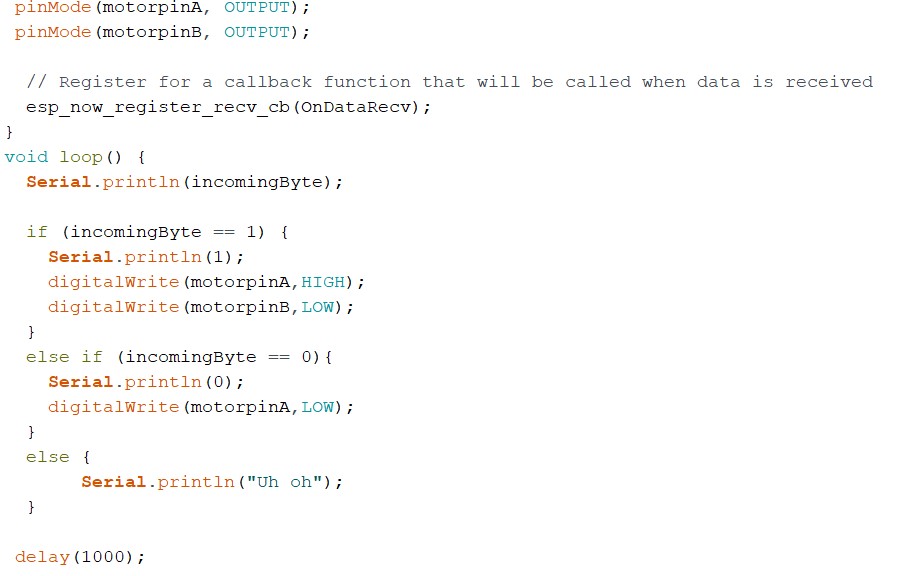 pinMode(motorpinA, OUTPUT);
pinMode(motorpinB, OUTPUT);
// Register for a callback function that will be called when data is received
esp_now_register_recv_cb(OnDataRecv);
}
void loop() {
Serial.println(incomingByte);
if (incomingByte == 1) {
Serial.println(1);
digitalWrite(motorpinA,HIGH);
digitalWrite(motorpinB,LOW);
}
else if (incomingByte == 0){
Serial.println(0);
digitalWrite(motorpinA,LOW);
}
else {
Serial.println("Uh oh");
}
delay(1000);